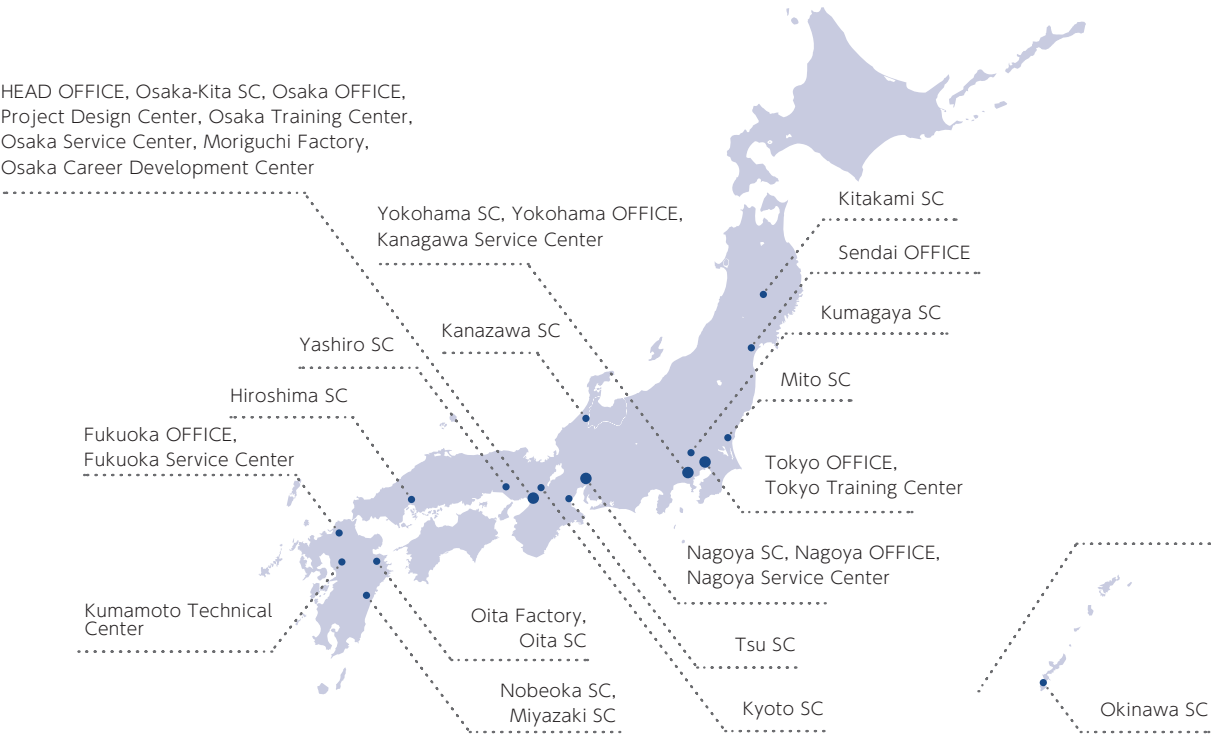 HEAD OFFICE, Osaka-Kita SC, Osaka OFFICE,
Project Design Center, Osaka Training Center,
Osaka Service Center, Moriguchi Factory,
Osaka Career Development Center
Kitakami SC
Yokohama SC, Yokohama OFFICE,
Kanagawa Service Center
Sendai OFFICE
Kumagaya SC
Kanazawa SC
Yashiro SC
Mito SC
Hiroshima SC
Fukuoka OFFICE,
Fukuoka Service Center
Tokyo OFFICE,
Tokyo Training Center
Nagoya SC, Nagoya OFFICE,
Nagoya Service Center
Kumamoto Technical
Center
Oita Factory,
Oita SC
Tsu SC
Nobeoka SC,
Miyazaki SC
Kyoto SC
Okinawa SC